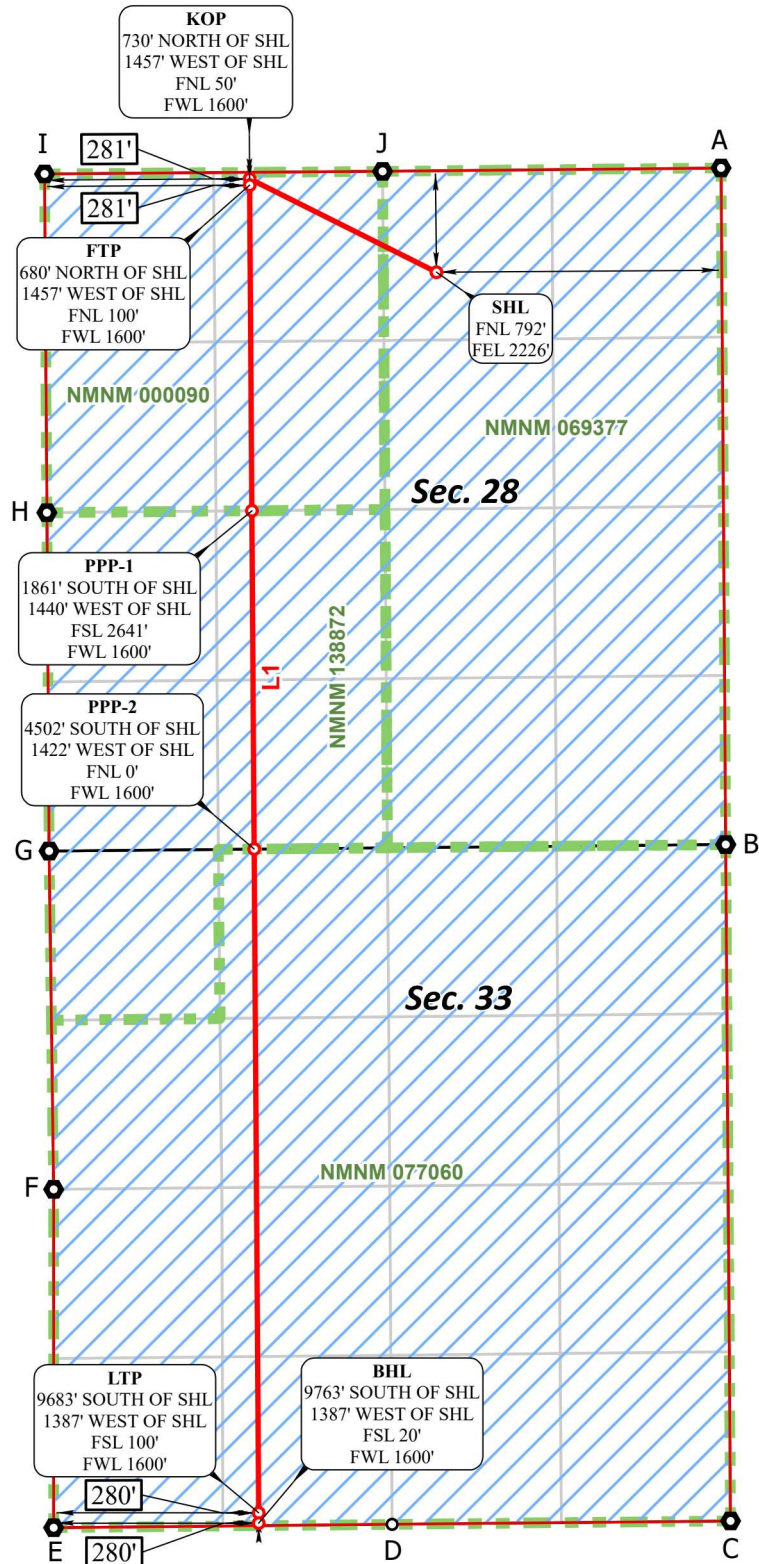 KOP
730' NORTH OF SHL
1457' WEST OF SHL
FNL 50'
FWL 1600'
I
J
A
281'
281'
FTP
680' NORTH OF SHL
1457' WEST OF SHL
FNL 100'
FWL 1600'
SHL
FNL 792'
FEL 2226'
NMNM 000090
NMNM 069377
Sec. 28
H
PPP-1
1861' SOUTH OF SHL
1440' WEST OF SHL
FSL 2641'
FWL 1600'
NMNM 138872
L1
PPP-2
4502' SOUTH OF SHL
1422' WEST OF SHL
FNL 0'
FWL 1600'
G
B
Sec. 33
NMNM 077060
F
LTP
9683' SOUTH OF SHL
1387' WEST OF SHL
FSL 100'
FWL 1600'
BHL
9763' SOUTH OF SHL
1387' WEST OF SHL
FSL 20'
FWL 1600'
280'
280'
E
D
C